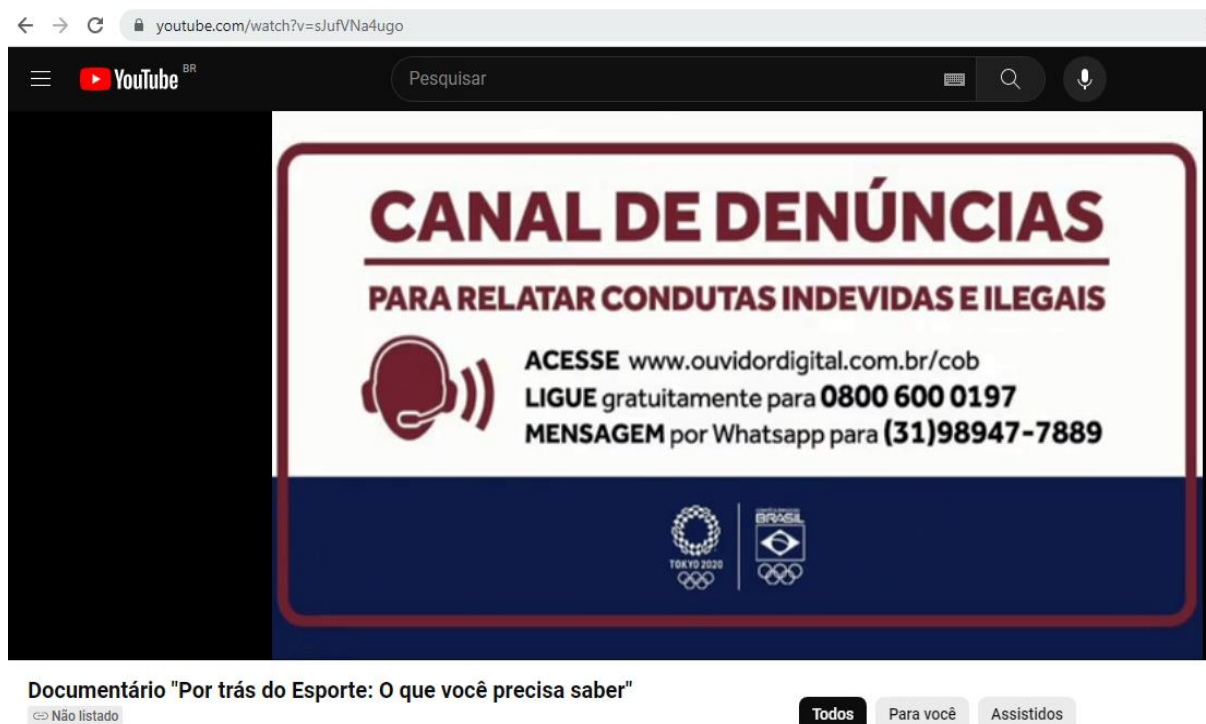 youtube.com/watch?v=sJufVNa4ugo
YouTube BR
Pesquisar
CANAL DE DENÚNCIAS
PARA RELATAR CONDUTAS INDEVIDAS E ILEGAIS
ACESSE www.ouvidordigital.com.br/cob
LIGUE gratuitamente para 0800 600 0197
MENSAGEM por Whatsapp para (31)98947-7889
TOKYO 2020
BRASIL
Documentário "Por trás do Esporte: O que você precisa saber"
Não listado
Todos Para você Assistidos